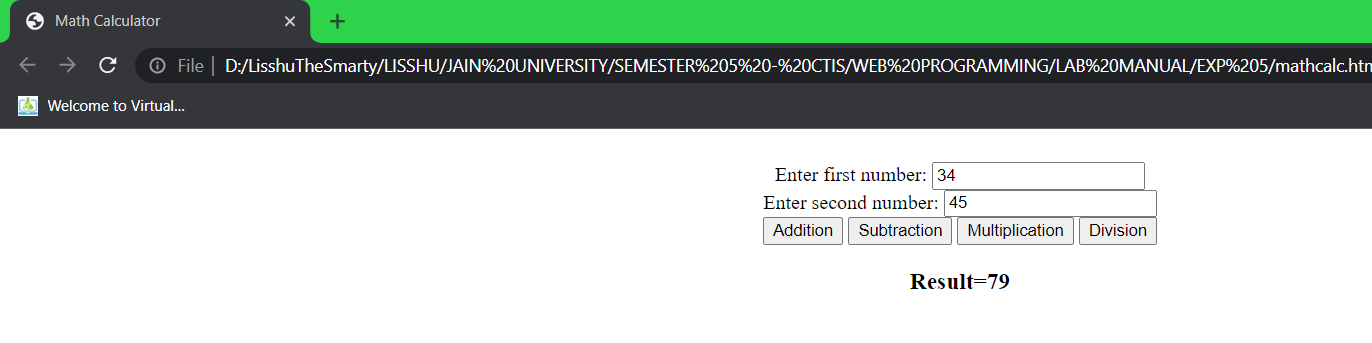 Math Calculator
File | D:/LisshuTheSmarty/LISSHU/JAIN%20UNIVERSITY/SEMESTER%205%20-%20CTIS/WEB%20PROGRAMMING/LAB%20MANUAL/EXP%205/mathcalc.htm
Welcome to Virtual...
Enter first number: 34
Enter second number: 45
Addition Subtraction Multiplication Division
Result=79